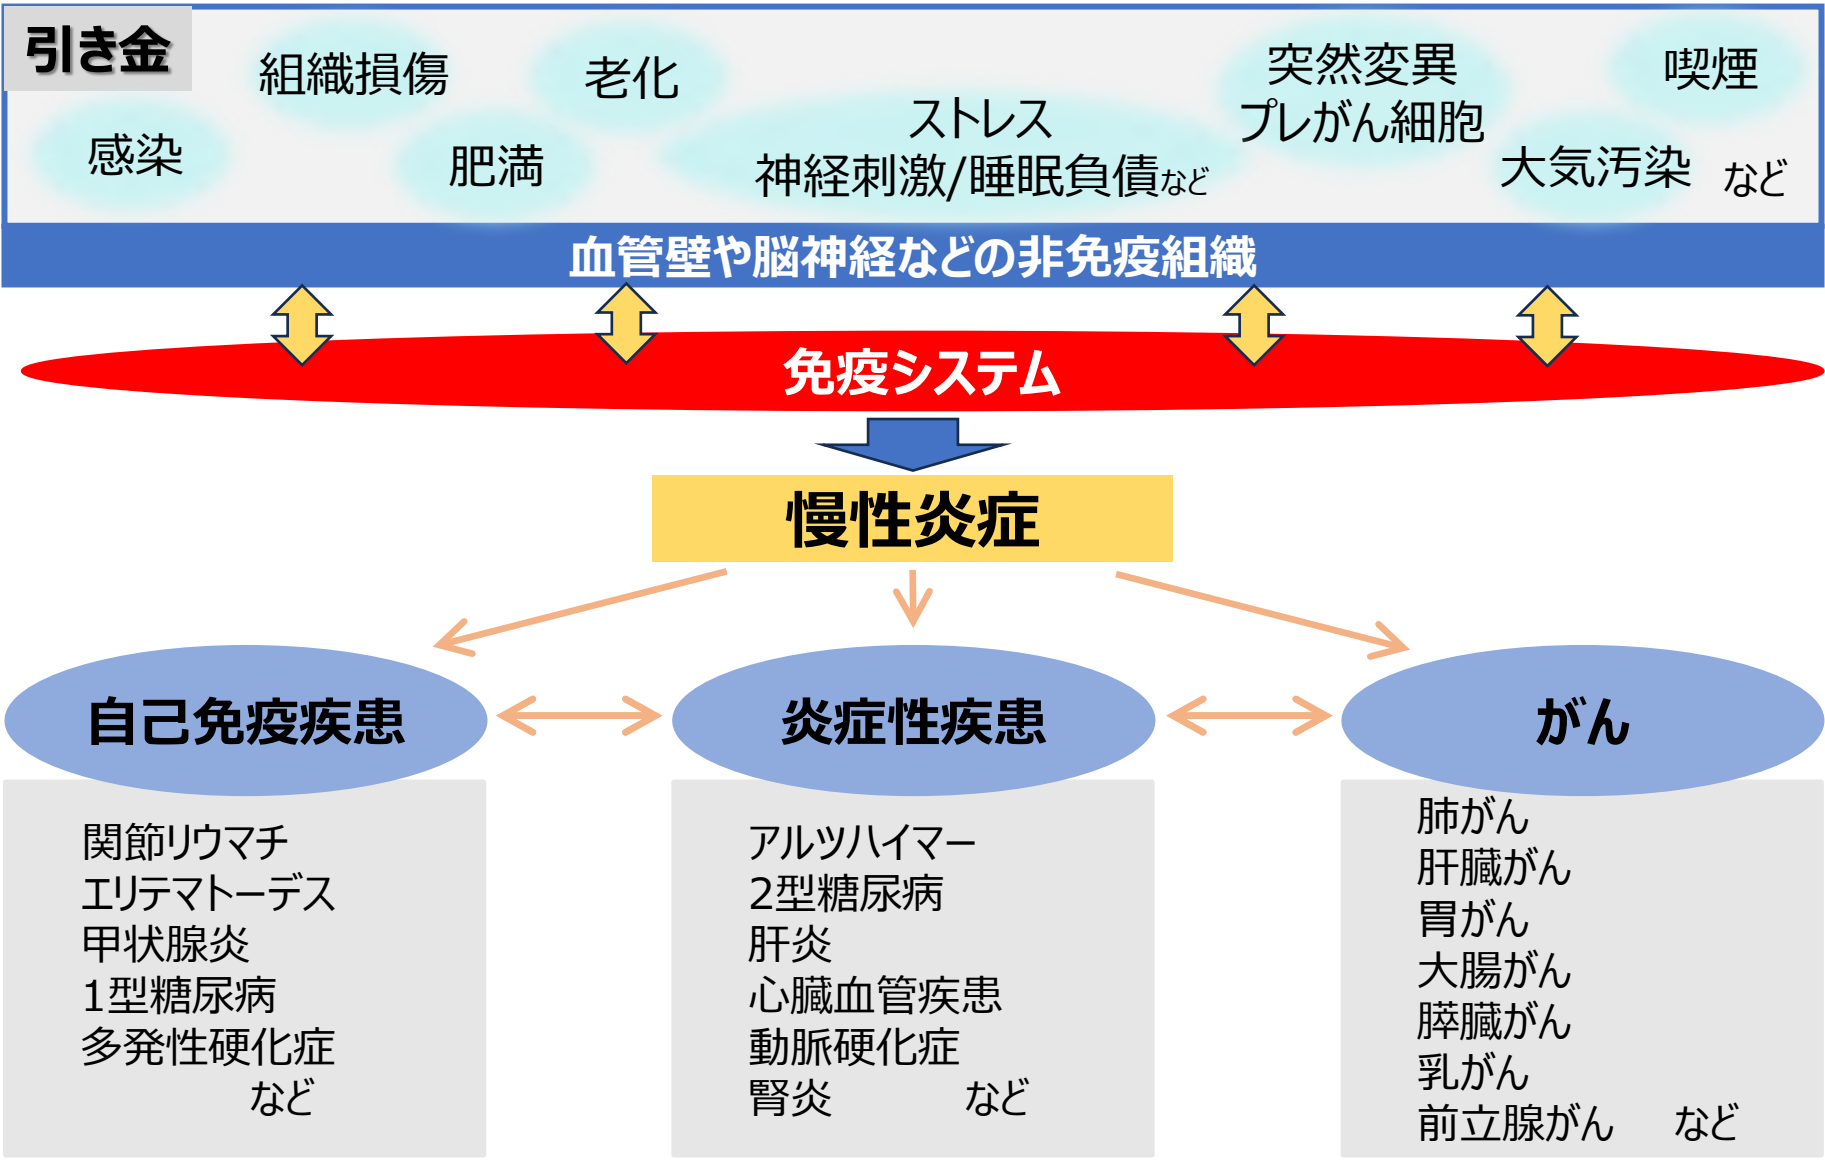 引き金
組織損傷
老化
突然変異
プレがん細胞
喫煙
感染
肥満
ストレス
神経刺激/睡眠負債など
大気汚染
など
血管壁や脳神経などの非免疫組織
免疫システム
慢性炎症
自己免疫疾患
関節リウマチ
エリテマトーデス
甲状腺炎
1型糖尿病
多発性硬化症
など
炎症性疾患
アルツハイマー
2型糖尿病
肝炎
心臓血管疾患
動脈硬化症
腎炎 など
がん
肺がん
肝臓がん
胃がん
大腸がん
膵臓がん
乳がん
前立腺がん など